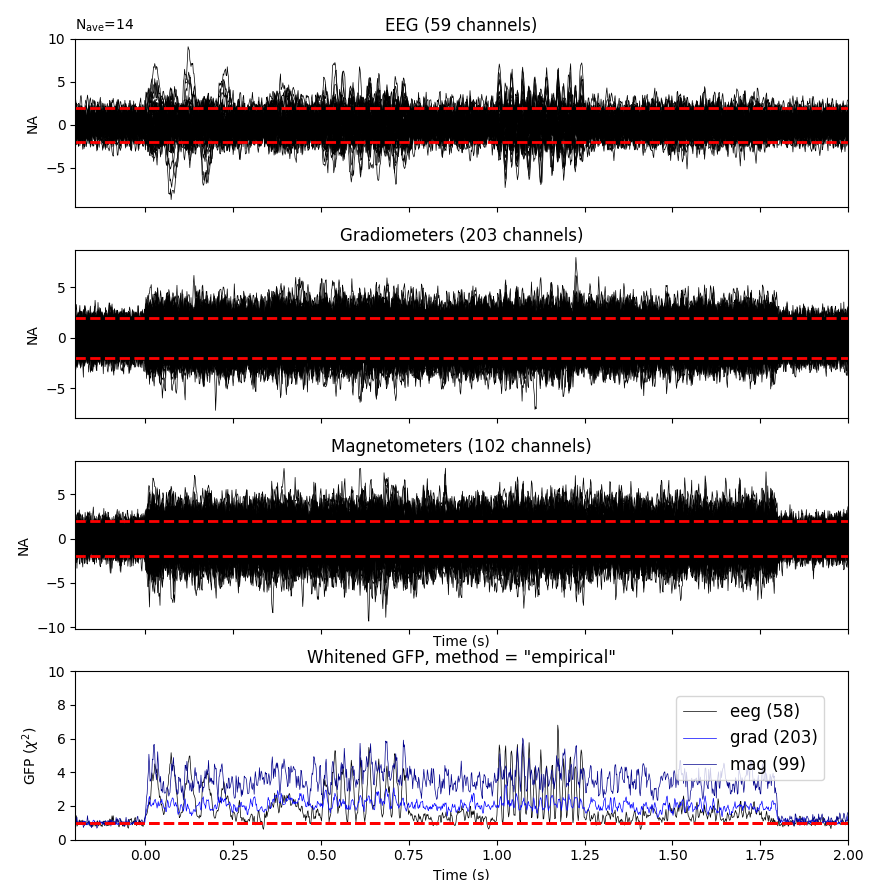 N_ave=14
EEG (59 channels)
10
5
0
−5
NA
Gradiometers (203 channels)
5
0
−5
NA
Magnetometers (102 channels)
5
0
−5
−10
NA
Time (s)
Whitened GFP, method = "empirical"
10
8
6
4
2
0
GFP (χ²)
eeg (58)
grad (203)
mag (99)
0.00 0.25 0.50 0.75 1.00 1.25 1.50 1.75 2.00
Time (s)